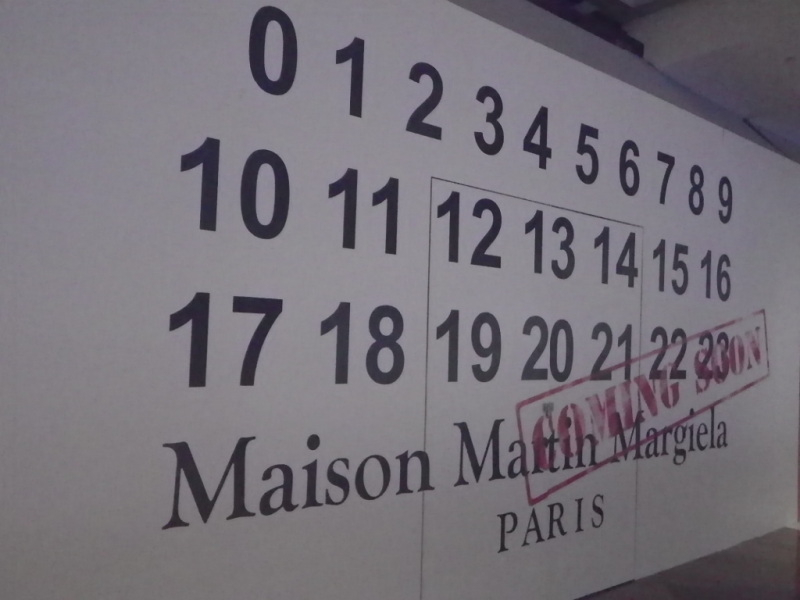 0 1 2 3 4 5 6 7 8 9
10 11 12 13 14 15 16
17 18 19 20 21 22 23
COMING SOON
Maison Martin Margiela
PARIS